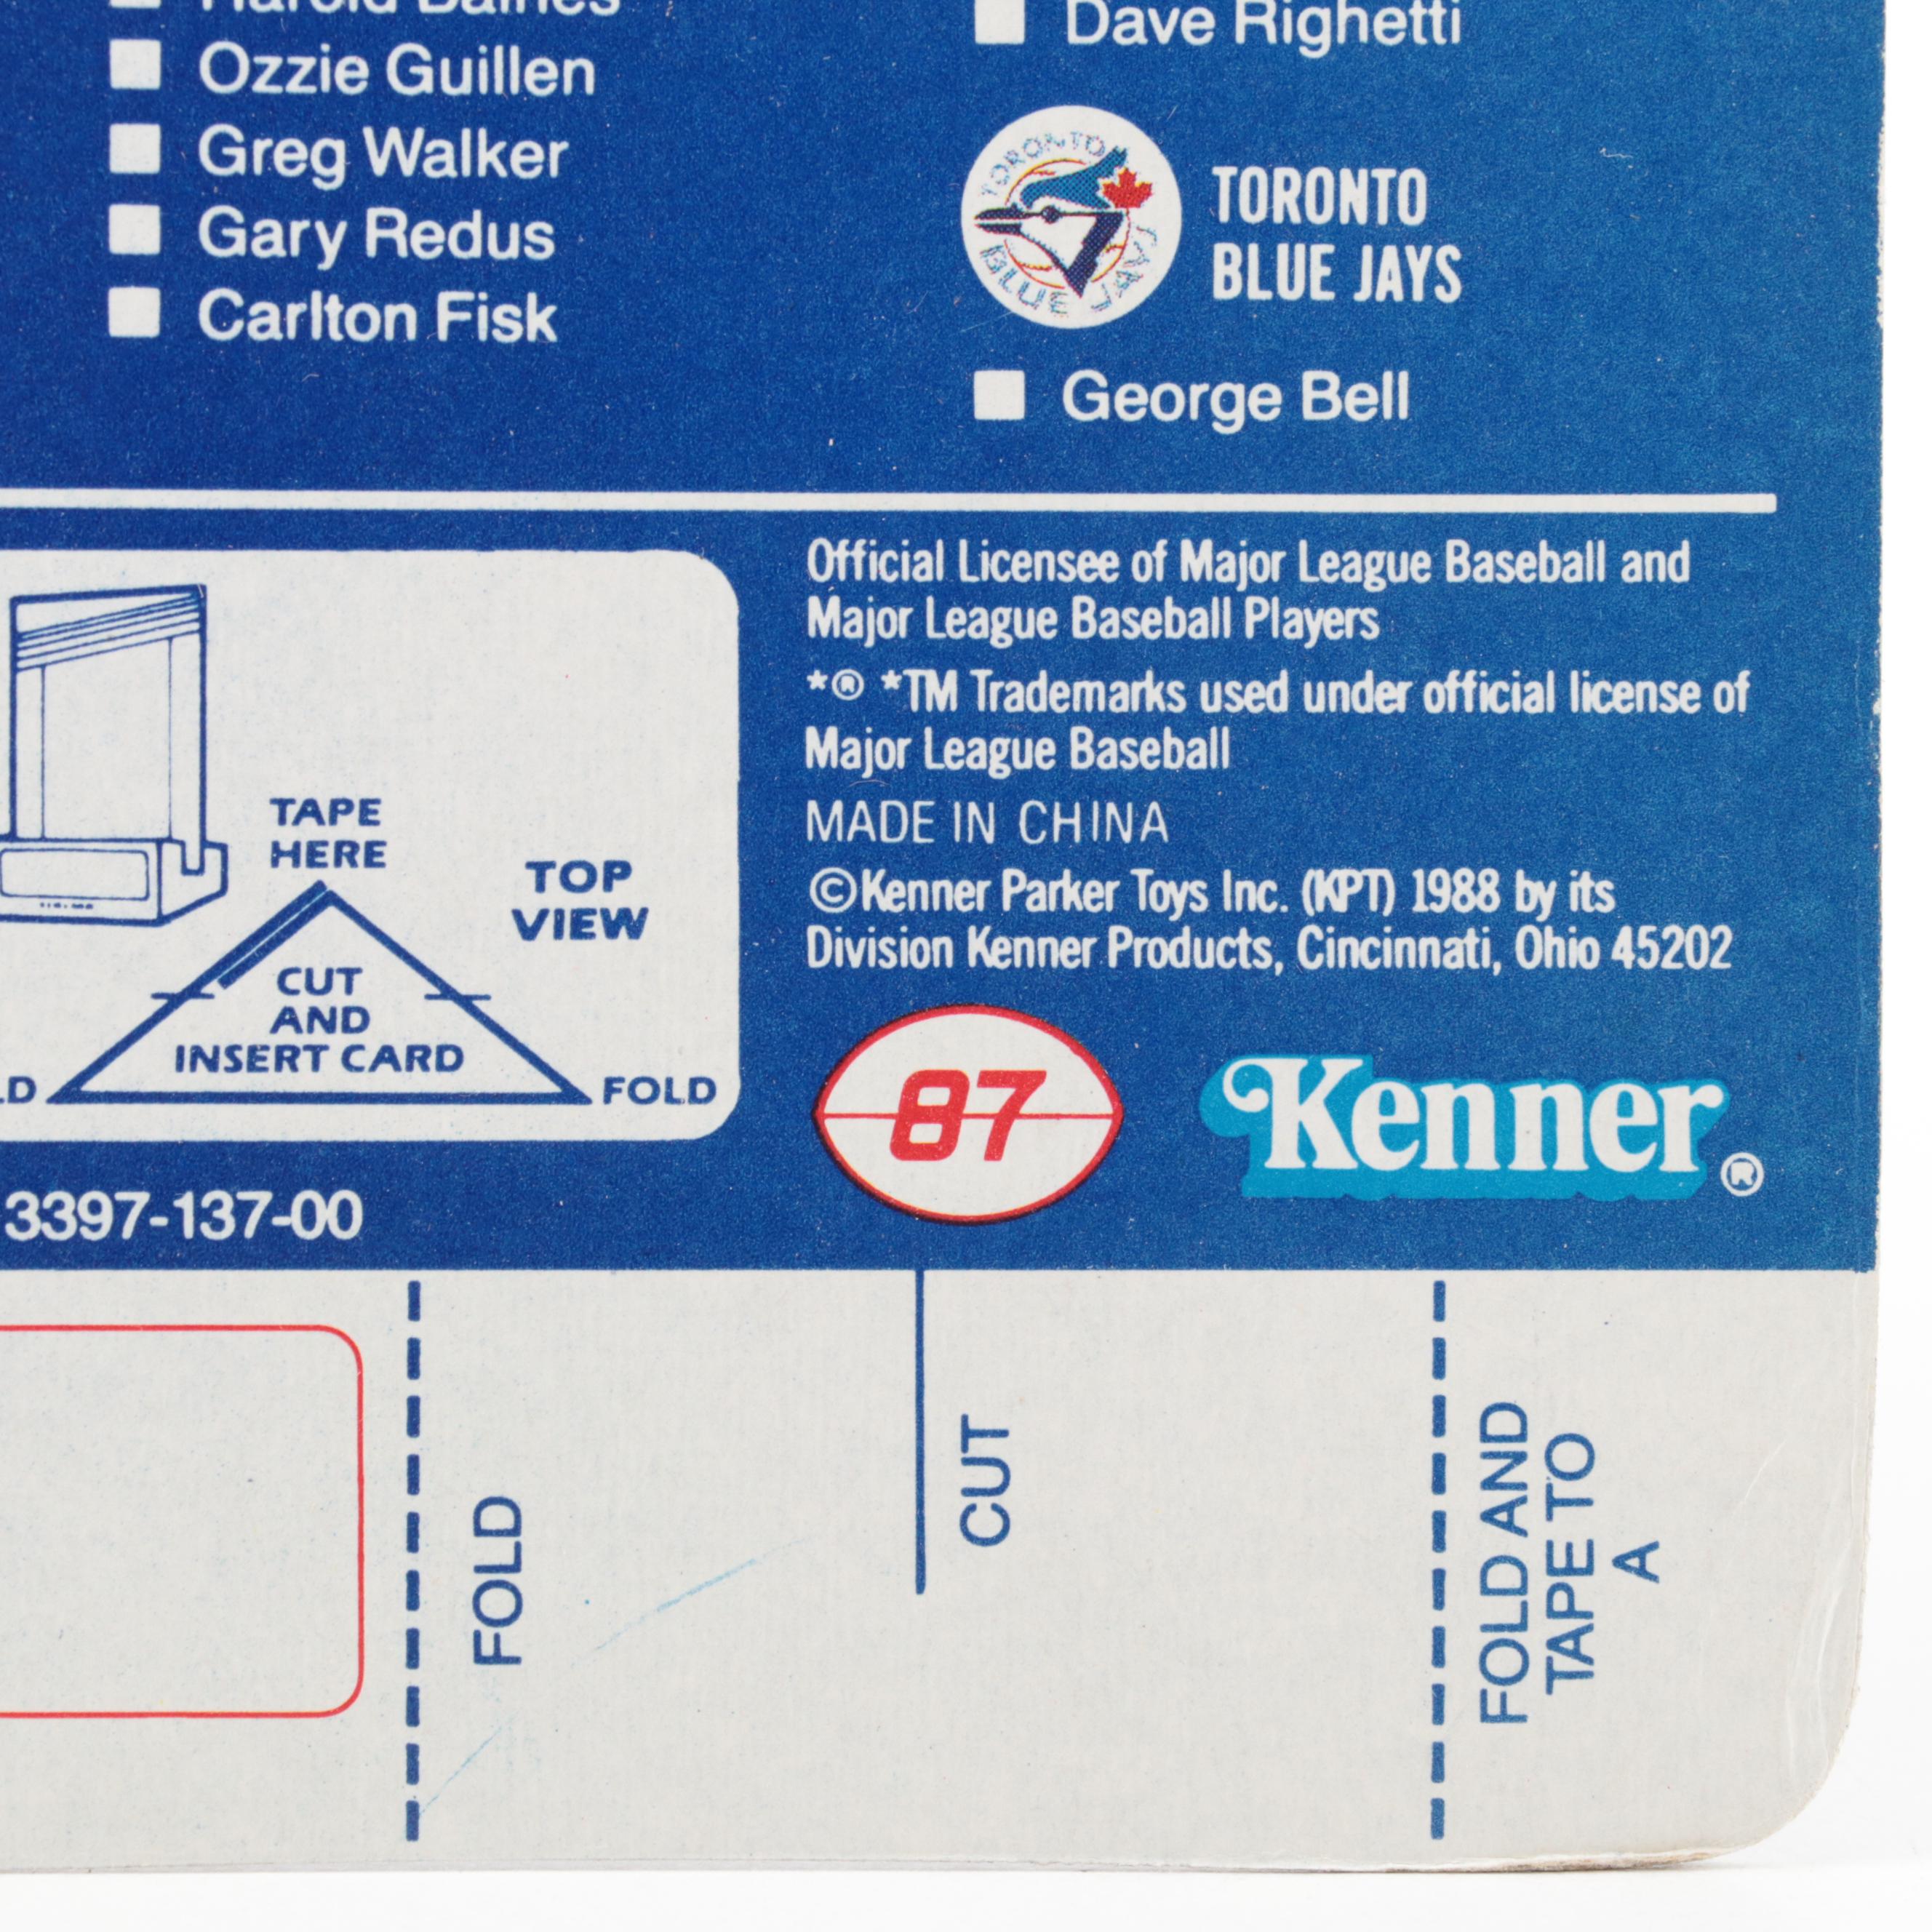 Harold Baines
Ozzie Guillen
Greg Walker
Gary Redus
Carlton Fisk
Dave Righetti
TORONTO
BLUE JAYS
TORONTO
BLUE JAYS
George Bell
TAPE
HERE
TOP
VIEW
CUT
AND
INSERT CARD
FOLD
3397-137-00
Official Licensee of Major League Baseball and
Major League Baseball Players
*® *TM Trademarks used under official license of
Major League Baseball
MADE IN CHINA
©Kenner Parker Toys Inc. (KPT) 1988 by its
Division Kenner Products, Cincinnati, Ohio 45202
87
Kenner®
FOLD
CUT
FOLD AND
TAPE TO
A